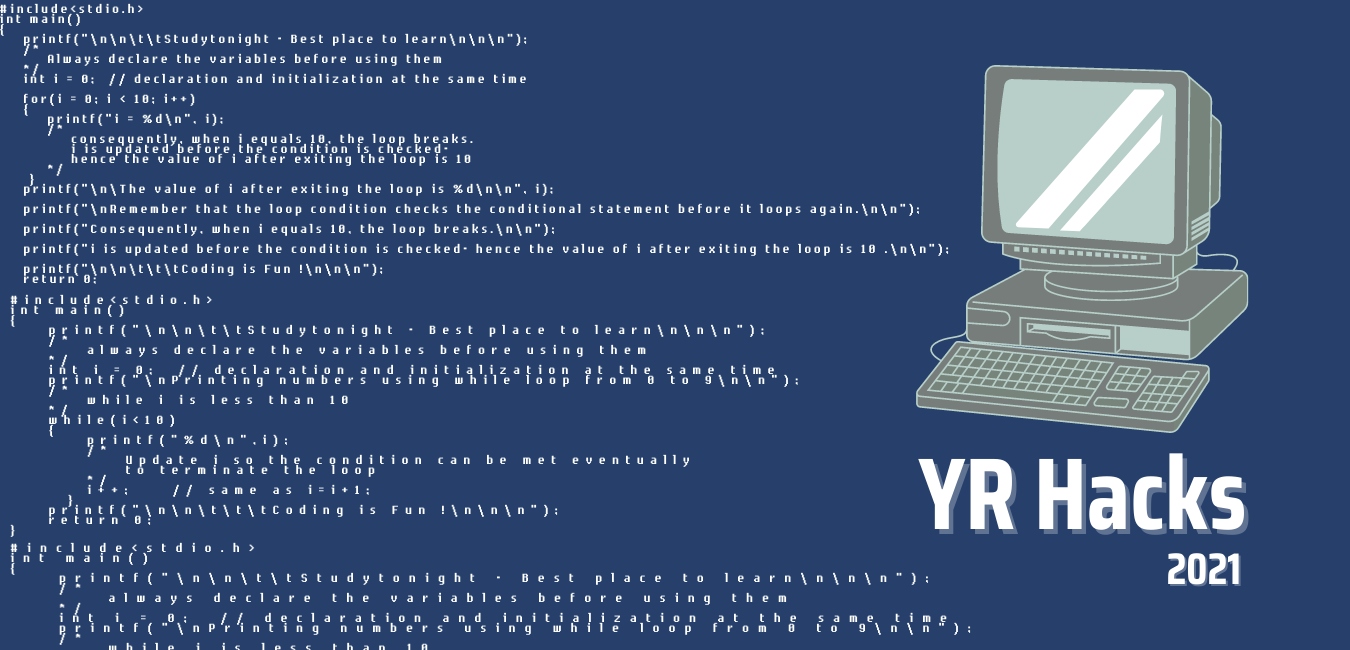 #include<stdio.h>
int main()
{
printf("\n\n\t\tStudytonight - Best place to learn\n\n\n");
/*
Always declare the variables before using them
*/
int i = 0; // declaration and initialization at the same time
for(i = 0; i < 10; i++)
{
printf("i = %d\n", i);
/*
consequently, when i equals 10, the loop breaks.
i is updated before the condition is checked-
hence the value of i after exiting the loop is 10
*/
}
printf("\n\The value of i after exiting the loop is %d\n\n", i);
printf("\nRemember that the loop condition checks the conditional statement before it loops again.\n\n");
printf("Consequently, when i equals 10, the loop breaks.\n\n");
printf("i is updated before the condition is checked- hence the value of i after exiting the loop is 10 .\n\n");
printf("\n\n\t\t\tCoding is Fun !\n\n\n");
return 0;
#include<stdio.h>
int main()
{
printf("\n\n\t\tStudytonight - Best place to learn\n\n\n");
/*
always declare the variables before using them
*/
int i = 0; // declaration and initialization at the same time
printf("\nPrinting numbers using while loop from 0 to 9\n\n");
/*
while i is less than 10
*/
while(i<10)
{
printf("%d\n",i);
/*
Update i so the condition can be met eventually
to terminate the loop
*/
i++; // same as i=i+1;
}
printf("\n\n\t\t\tCoding is Fun !\n\n\n");
return 0;
}
#include<stdio.h>
int main()
{
printf("\n\n\t\tStudytonight - Best place to learn\n\n\n");
/*
always declare the variables before using them
*/
int i = 0; // declaration and initialization at the same time
printf("\nPrinting numbers using while loop from 0 to 9\n\n");
/*
while i is less than 10
YR Hacks
2021